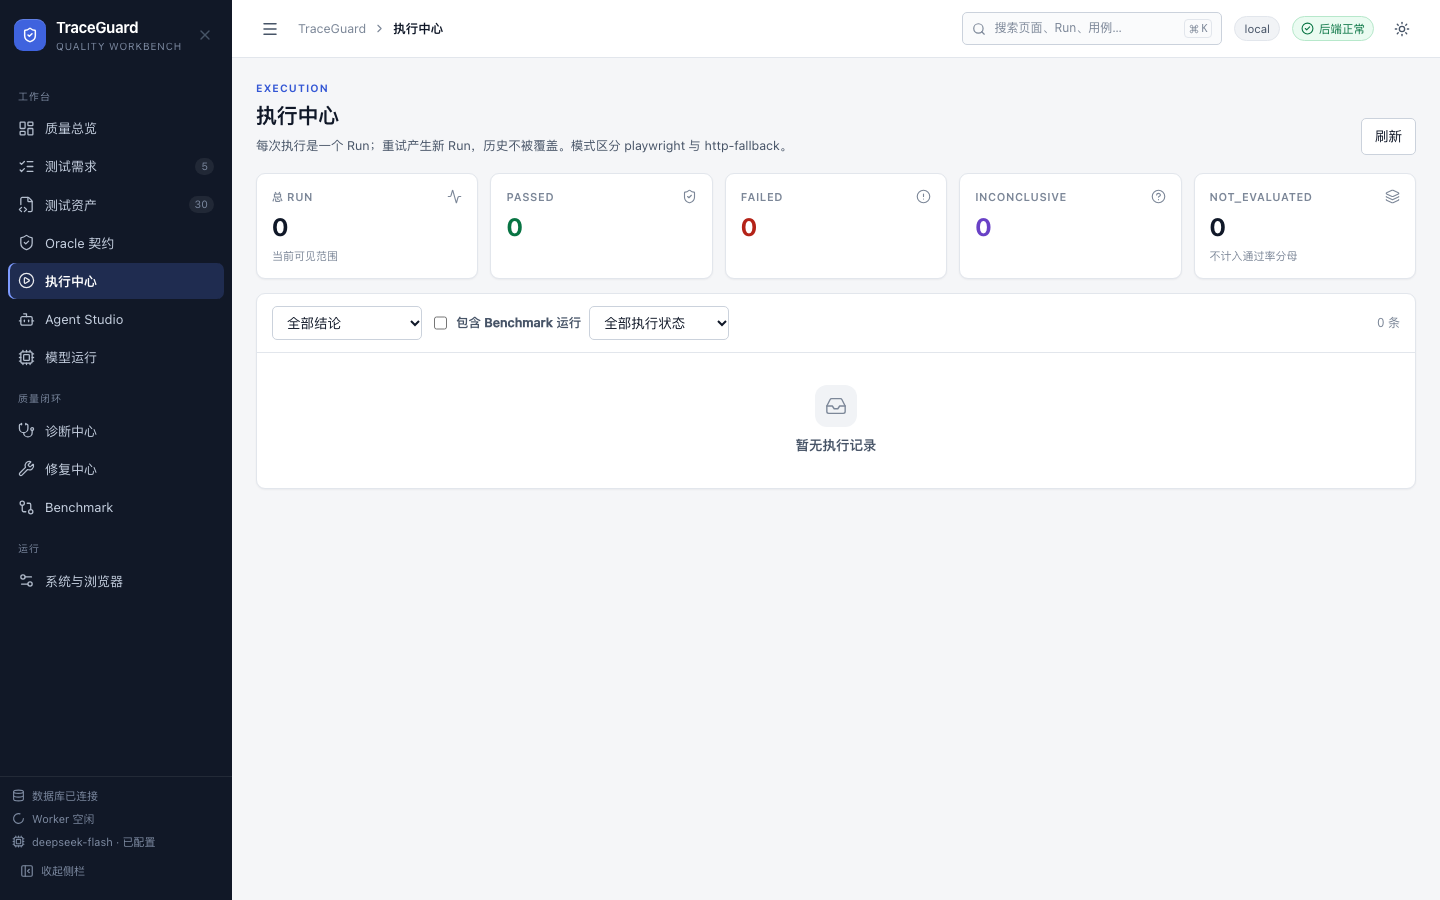 TraceGuard
QUALITY WORKBENCH
工作台
质量总览
测试需求 5
测试资产 30
Oracle 契约
执行中心
Agent Studio
模型运行
质量闭环
诊断中心
修复中心
Benchmark
运行
系统与浏览器
数据库已连接
Worker 空闲
deepseek-flash · 已配置
收起侧栏
TraceGuard > 执行中心
搜索页面、Run、用例... ⌘ K
local
后端正常
EXECUTION
执行中心
每次执行是一个 Run；重试产生新 Run，历史不被覆盖。模式区分 playwright 与 http-fallback。
刷新
RUN
0
当前可见范围
PASSED
0
FAILED
0
INCONCLUSIVE
0
NOT_EVALUATED
0
不计入通过率分母
全部结论 包含 Benchmark 运行 全部执行状态 0 条
暂无执行记录